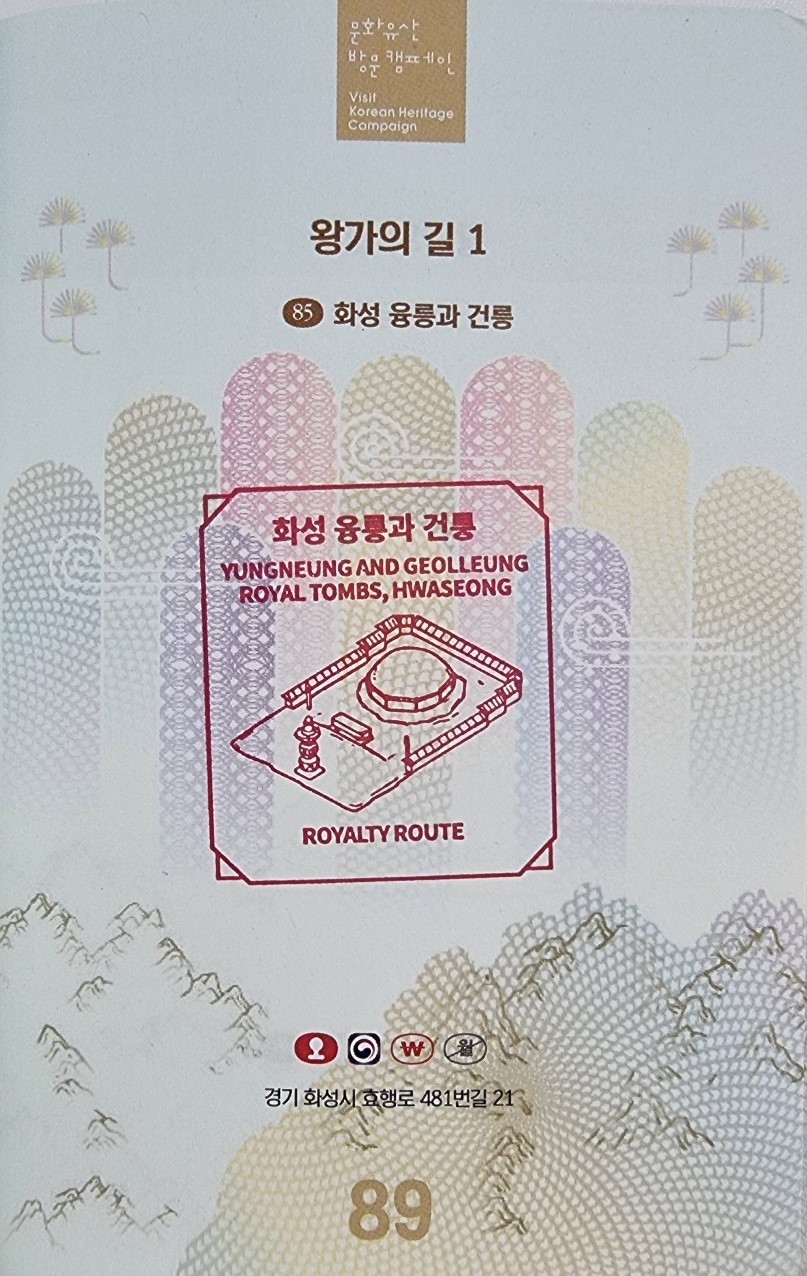 문화유산
방문 캠페인
Visit
Korean Heritage
Campaign
왕가의 길 1
85 화성 융릉과 건릉
화성 융릉과 건릉
YUNGNEUNG AND GEOLLEUNG
ROYAL TOMBS, HWASEONG
ROYALTY ROUTE
₩ 월
경기 화성시 효행로 481번길 21
89